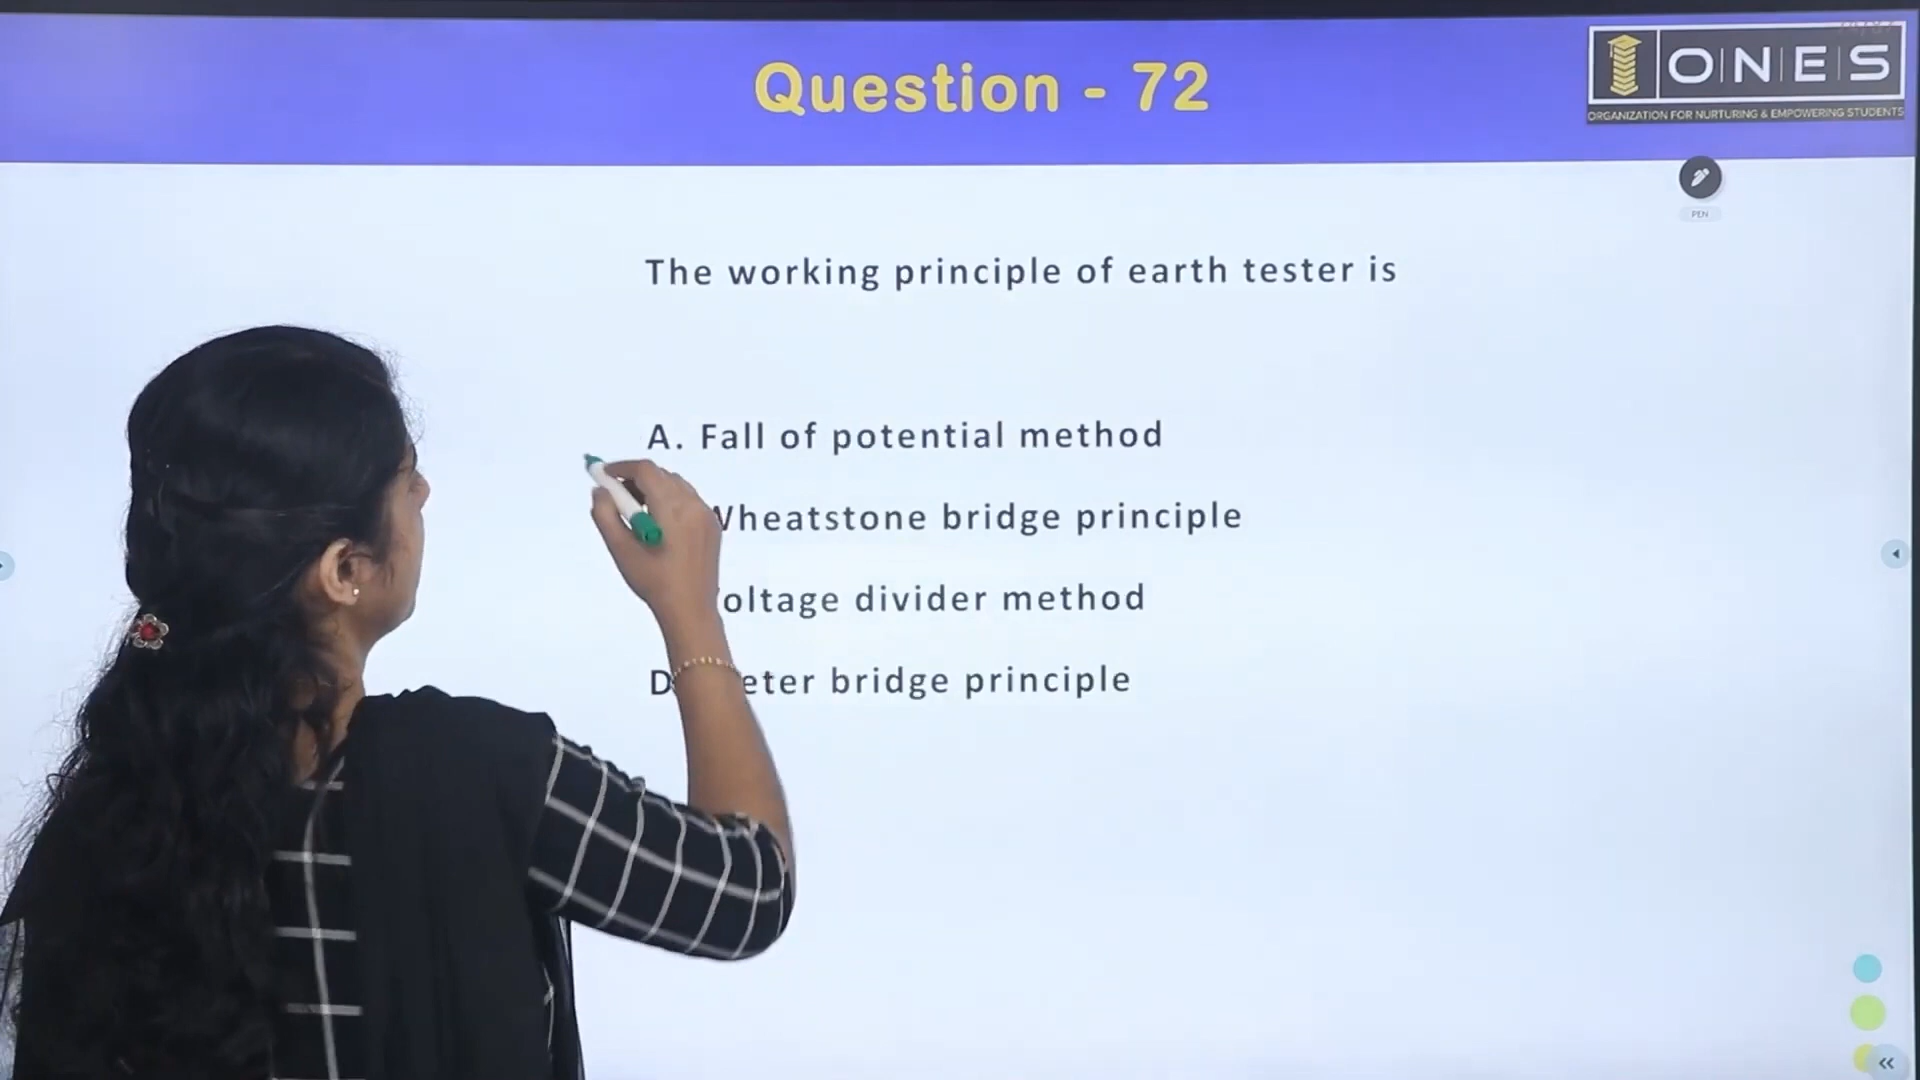 Question - 72
ONES
ORGANIZATION FOR NURTURING & EMPOWERING STUDENTS
PEN
The working principle of earth tester is
A. Fall of potential method
Wheatstone bridge principle
oltage divider method
D eter bridge principle